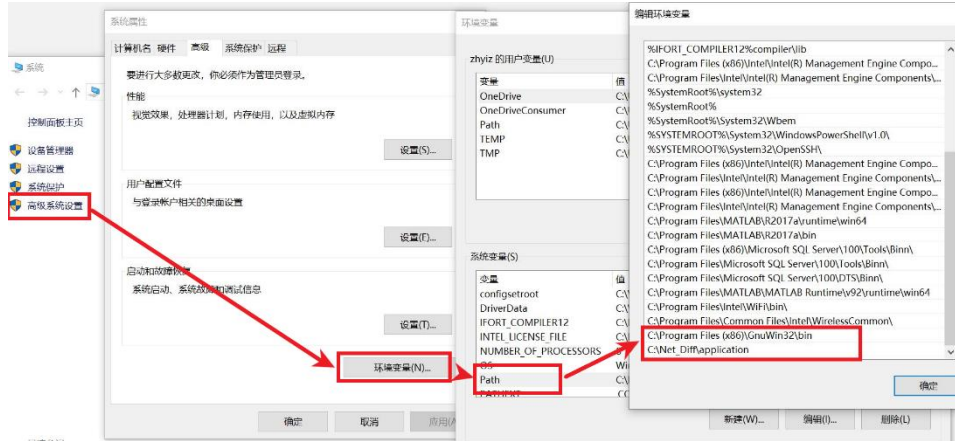 系统
控制面板主页
设备管理器
远程设置
系统保护
高级系统设置
系统属性
计算机名 硬件 高级 系统保护 远程
要进行大多数更改，你必须作为管理员登录。
性能
视觉效果，处理器计划，内存使用，以及虚拟内存
设置(S)...
用户配置文件
与登录帐户相关的桌面设置
设置(E)...
启动和故障恢复
系统启动、系统故障和调试信息
设置(T)...
环境变量(N)...
确定 取消 应用(A
环境变量
zhyiz 的用户变量(U)
变量 值
OneDrive C:\
OneDriveConsumer C:\
Path C:\
TEMP C:\
TMP C:\
系统变量(S)
变量 值
configsetroot C:\
DriverData C:\
IFORT_COMPILER12 C:\
INTEL_LICENSE_FILE C:\
NUMBER_OF_PROCESSORS
OS Wi
Path C:\
PATHEXT .CC
新建(W)... 编辑(I)... 删除(L)
编辑环境变量
%IFORT_COMPILER12%compiler\lib
C:\Program Files (x86)\Intel\Intel(R) Management Engine Compo...
C:\Program Files\Intel\Intel(R) Management Engine Components\...
%SystemRoot%\system32
%SystemRoot%
%SystemRoot%\System32\Wbem
%SYSTEMROOT%\System32\WindowsPowerShell\v1.0\
%SYSTEMROOT%\System32\OpenSSH\
C:\Program Files (x86)\Intel\Intel(R) Management Engine Compo...
C:\Program Files\Intel\Intel(R) Management Engine Components\...
C:\Program Files (x86)\Intel\Intel(R) Management Engine Compo...
C:\Program Files\Intel\Intel(R) Management Engine Components\...
C:\Program Files\MATLAB\R2017a\runtime\win64
C:\Program Files\MATLAB\R2017a\bin
C:\Program Files (x86)\Microsoft SQL Server\100\Tools\Binn\
C:\Program Files\Microsoft SQL Server\100\Tools\Binn\
C:\Program Files\Microsoft SQL Server\100\DTS\Binn\
C:\Program Files\MATLAB\MATLAB Runtime\v92\runtime\win64
C:\Program Files\Intel\WiFi\bin\
C:\Program Files\Common Files\Intel\WirelessCommon\
C:\Program Files (x86)\GnuWin32\bin
C:\Net_Diff\application
确定